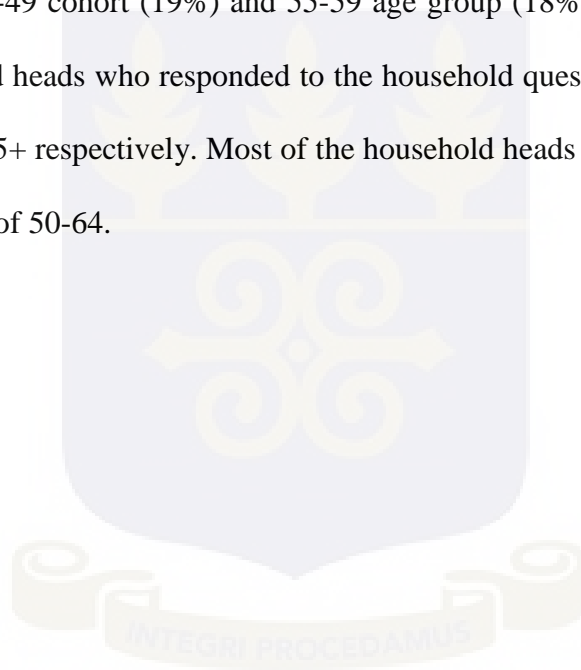 -49 cohort (19%) and 55-59 age group (18%
d heads who responded to the household ques
5+ respectively. Most of the household heads
of 50-64.
INTEGRI PROCEDAMUS